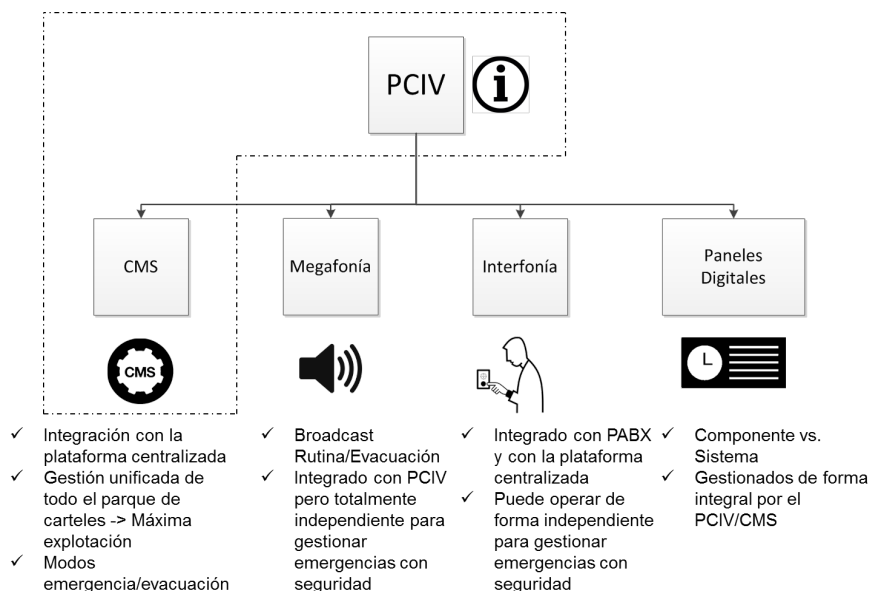 PCIV
i
CMS
Megafonía
Interfonía
Paneles
Digitales
CMS
✓ Integración con la
plataforma centralizada
✓ Gestión unificada de
todo el parque de
carteles -> Máxima
explotación
✓ Modos
emergencia/evacuación
✓ Broadcast
Rutina/Evacuación
✓ Integrado con PCIV
pero totalmente
independiente para
gestionar
emergencias con
seguridad
✓ Integrado con PABX
y con la plataforma
centralizada
✓ Puede operar de
forma independiente
para gestionar
emergencias con
seguridad
✓ Componente vs.
Sistema
✓ Gestionados de forma
integral por el
PCIV/CMS